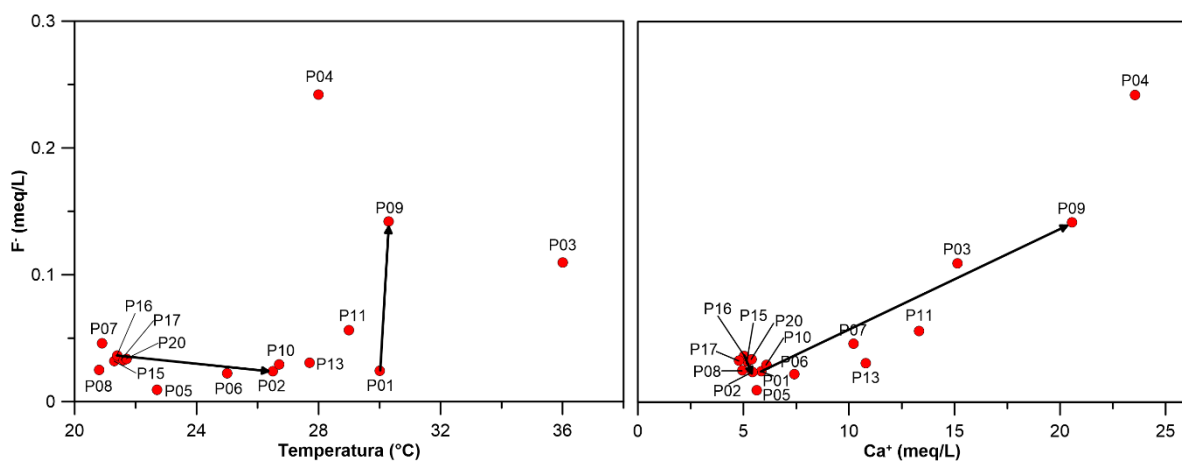 0.3
P04
P04
0.2
P09
P09
F- (meq/L)
P03
P03
0.1
P16
P16
P15
P11
P11
P07
P17
P20
P07
P20
P10
P10
P17
P06
P13
P08
P15
P02
P13
P08
P01
P05
P06
P01
P02
P05
0
20
24
28
32
36
0
5
10
15
20
25
Temperatura (°C)
Ca+ (meq/L)